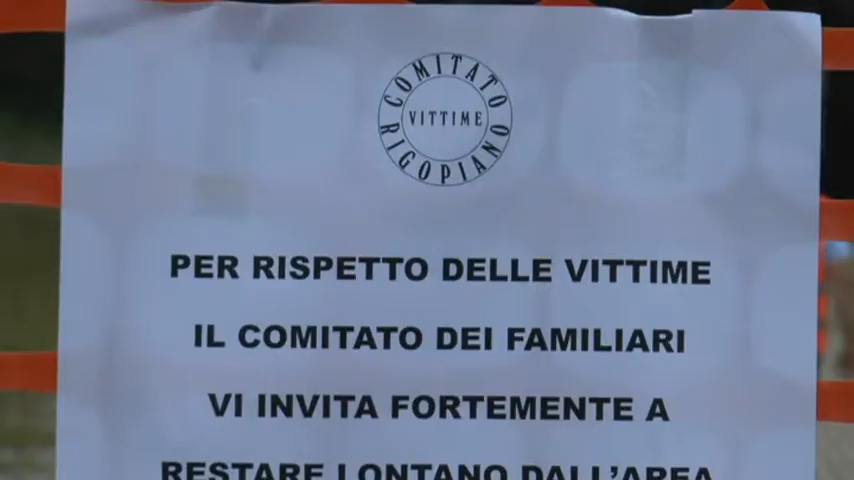 COMITATO
VITTIME
RIGOPIANO
PER RISPETTO DELLE VITTIME
IL COMITATO DEI FAMILIARI
VI INVITA FORTEMENTE A
RESTARE LONTANO DALL'AREA